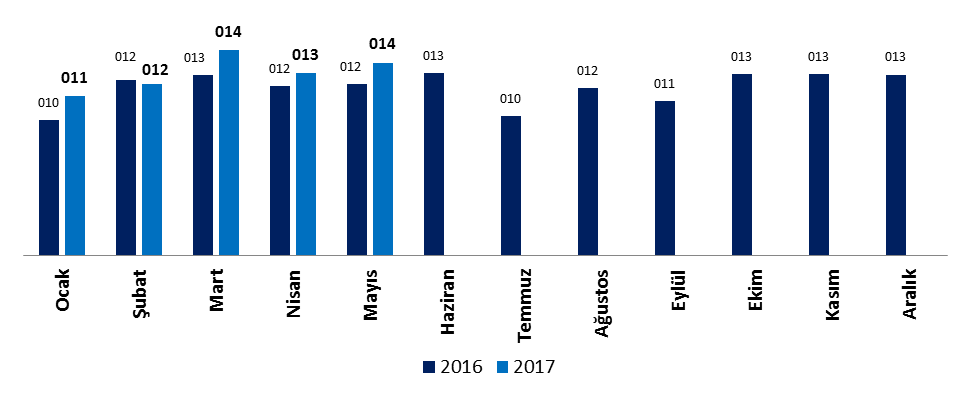 010 011
012 012
013 014
012 013
012 014
013
010
012
011
013
013
013
Ocak
Şubat
Mart
Nisan
Mayıs
Haziran
Temmuz
Ağustos
Eylül
Ekim
Kasım
Aralık
2016 2017